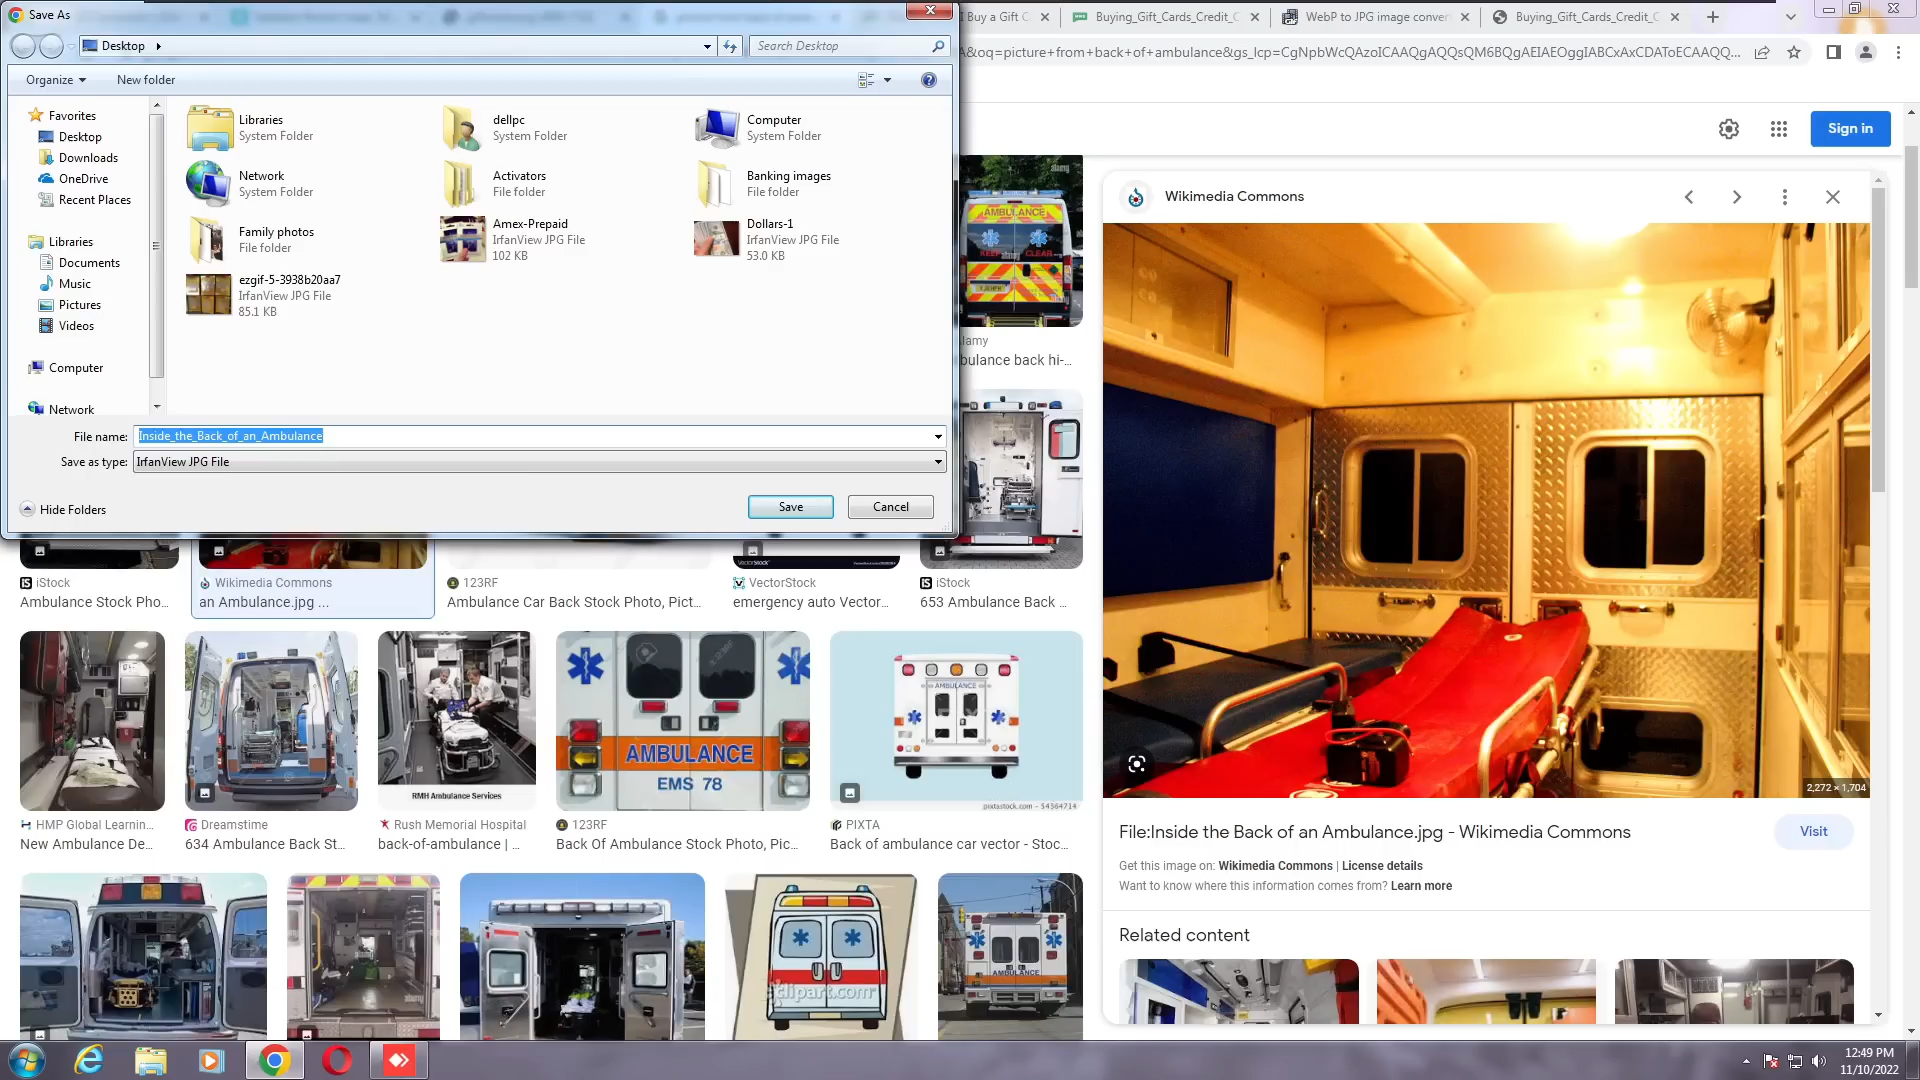 Save As
I Buy a Gift C
Buying_Gift_Cards_Credit_C
WebP to JPG image conver
Buying_Gift_Cards_Credit_C
Desktop
Search Desktop
A&oq=picture+from+back+of+ambulance&gs_lcp=CgNpbWcQAzoICAAQgAQQsQM6BQgAEIAEOggIABCxAxCDAToECAAQQ...
Organize
New folder
Favorites
Desktop
Downloads
OneDrive
Recent Places
Libraries
Documents
Music
Pictures
Videos
Computer
Network
Libraries
System Folder
dellpc
System Folder
Computer
System Folder
Network
System Folder
Activators
File folder
Banking images
File folder
Family photos
File folder
Amex-Prepaid
IrfanView JPG File
102 KB
Dollars-1
IrfanView JPG File
53.0 KB
ezgif-5-3938b20aa7
IrfanView JPG File
85.1 KB
File name:
Inside_the_Back_of_an_Ambulance
Save as type:
IrfanView JPG File
Hide Folders
Save
Cancel
Sign in
Wikimedia Commons
AMBULANCE
KEEP CLEAR
lamy
bulance back hi-...
iStock
Ambulance Stock Pho...
Wikimedia Commons
an Ambulance.jpg ...
123RF
Ambulance Car Back Stock Photo, Pict...
VectorStock
VectorStock
emergency auto Vector...
iStock
653 Ambulance Back ...
RMH Ambulance Services
AMBULANCE
EMS 78
AMBULANCE
pixtastock.com - 54364714
HMP Global Learnin...
New Ambulance De...
Dreamstime
634 Ambulance Back St...
Rush Memorial Hospital
back-of-ambulance | ...
123RF
Back Of Ambulance Stock Photo, Pic...
PIXTA
Back of ambulance car vector - Stoc...
clipart.com
AMBULANCE
2,272 × 1,704
File:Inside the Back of an Ambulance.jpg - Wikimedia Commons
Visit
Get this image on: Wikimedia Commons | License details
Want to know where this information comes from? Learn more
Related content
12:49 PM
11/10/2022